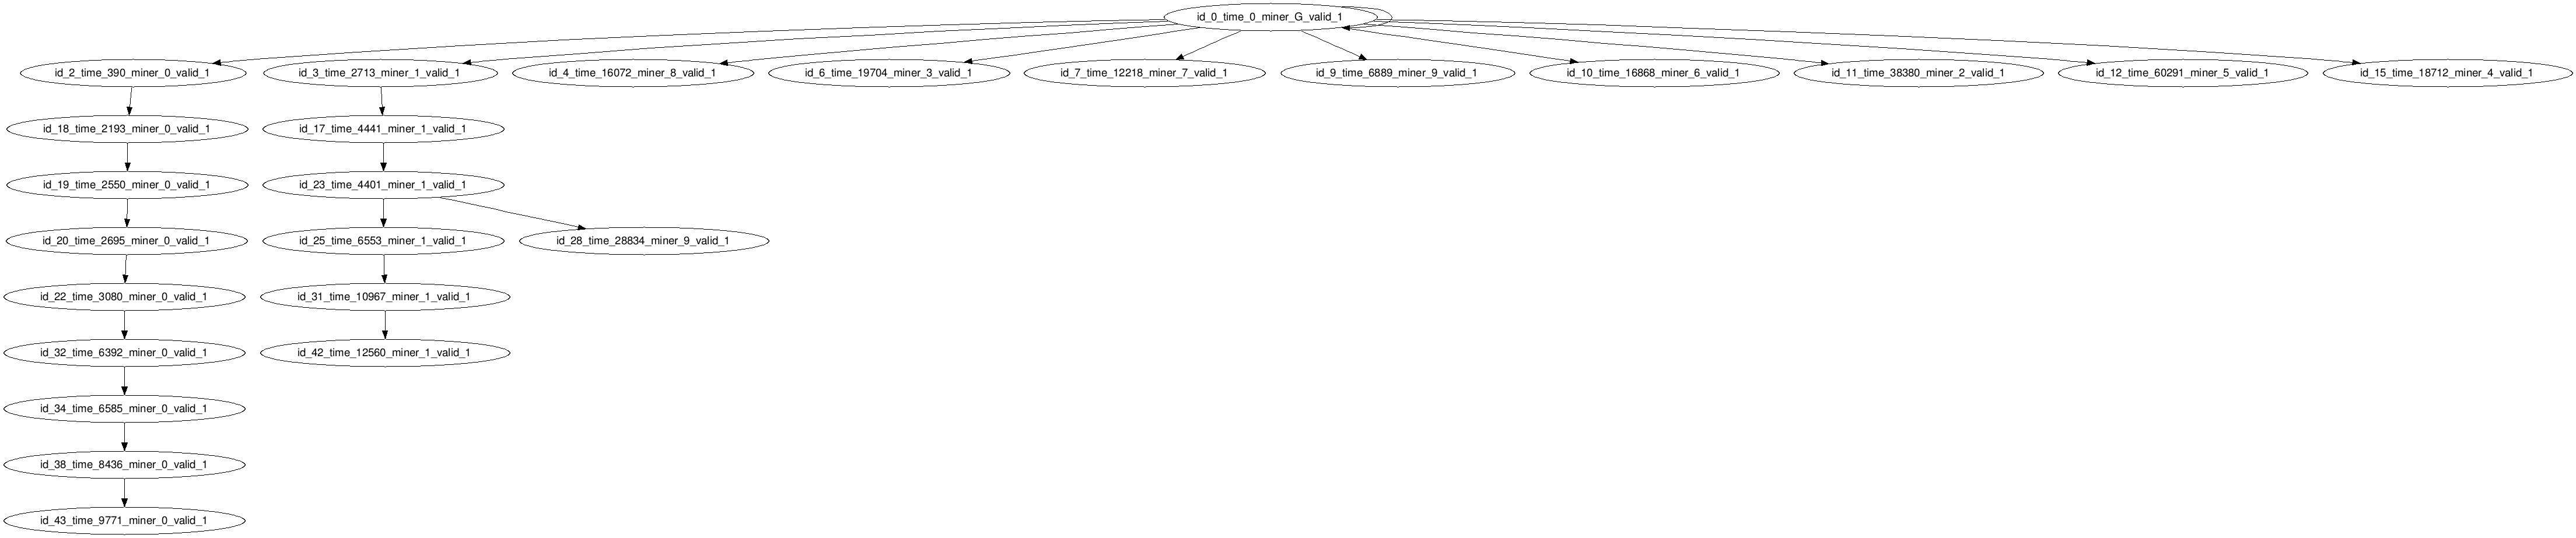 id_0_time_0_miner_G_valid_1
id_2_time_390_miner_0_valid_1
id_3_time_2713_miner_1_valid_1
id_4_time_16072_miner_8_valid_1
id_6_time_19704_miner_3_valid_1
id_7_time_12218_miner_7_valid_1
id_9_time_6889_miner_9_valid_1
id_10_time_16868_miner_6_valid_1
id_11_time_38380_miner_2_valid_1
id_12_time_60291_miner_5_valid_1
id_15_time_18712_miner_4_valid_1
id_18_time_2193_miner_0_valid_1
id_17_time_4441_miner_1_valid_1
id_19_time_2550_miner_0_valid_1
id_23_time_4401_miner_1_valid_1
id_20_time_2695_miner_0_valid_1
id_25_time_6553_miner_1_valid_1
id_28_time_28834_miner_9_valid_1
id_22_time_3080_miner_0_valid_1
id_31_time_10967_miner_1_valid_1
id_32_time_6392_miner_0_valid_1
id_42_time_12560_miner_1_valid_1
id_34_time_6585_miner_0_valid_1
id_38_time_8436_miner_0_valid_1
id_43_time_9771_miner_0_valid_1